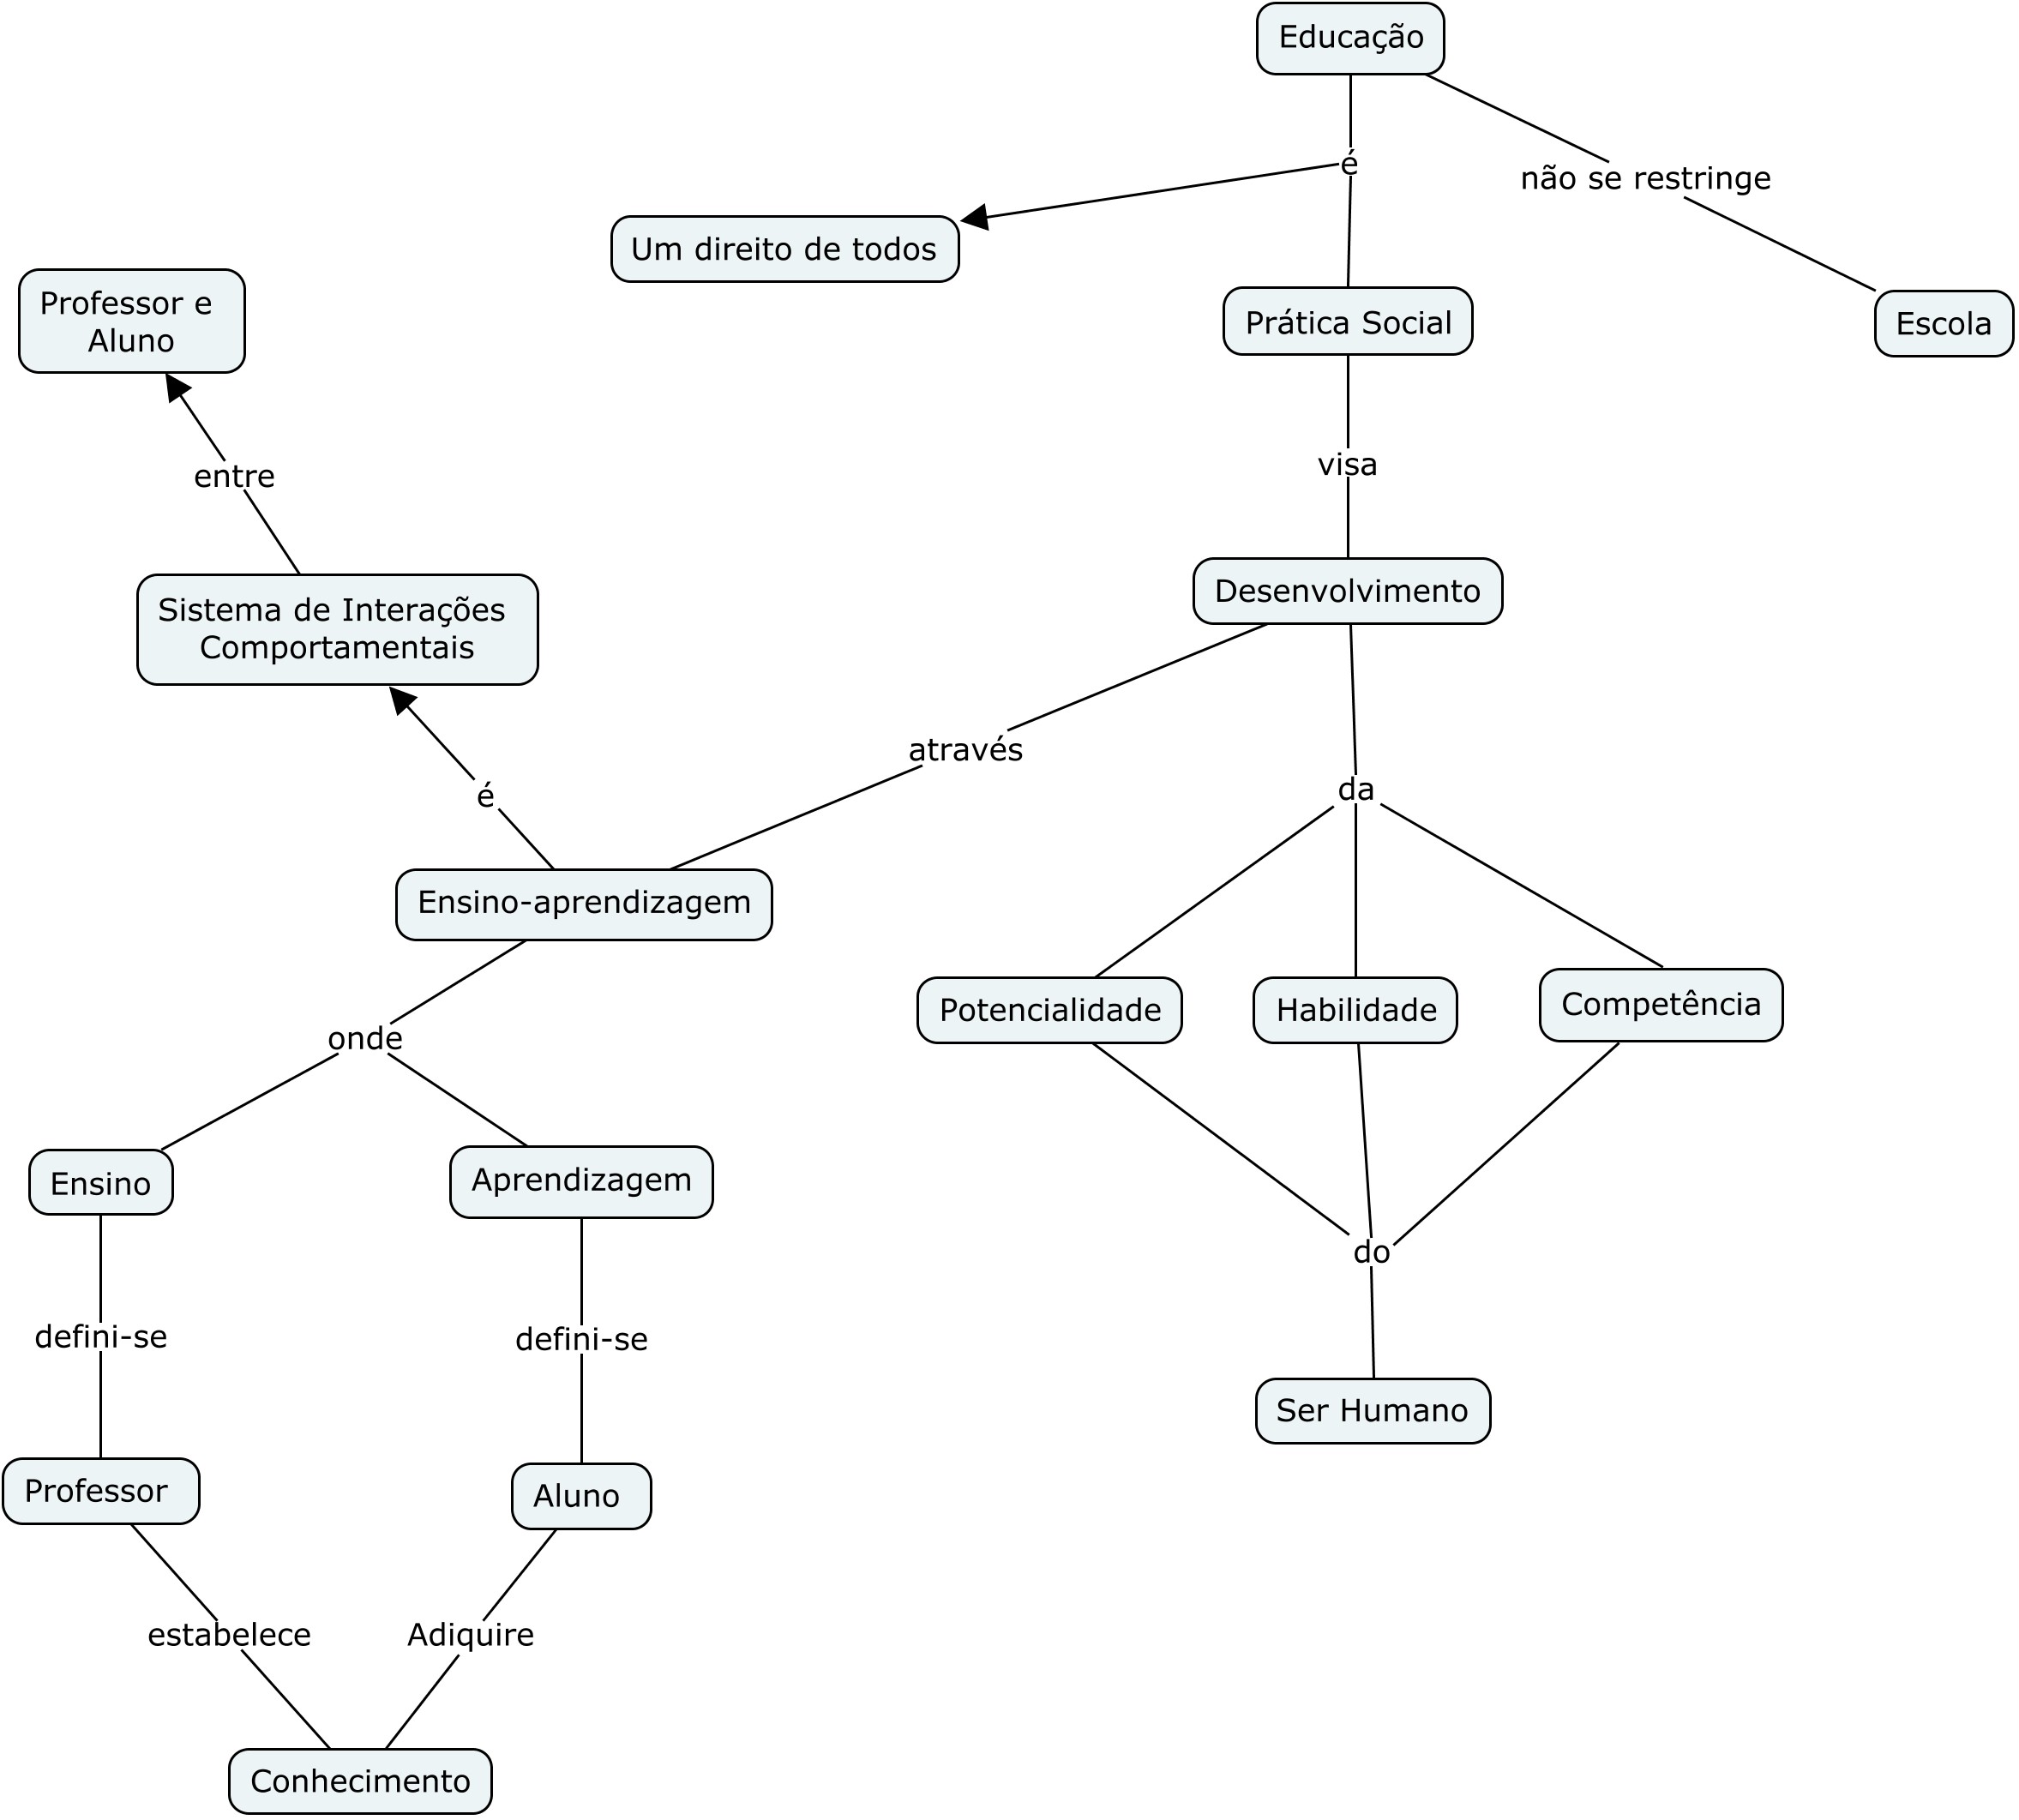 Educação
é
não se restringe
Um direito de todos
Prática Social
Escola
Professor e
Aluno
visa
entre
Desenvolvimento
Sistema de Interações
Comportamentais
através
da
é
Ensino-aprendizagem
Potencialidade
Habilidade
Competência
onde
Ensino
Aprendizagem
do
defini-se
defini-se
Ser Humano
Professor
Aluno
estabelece
Adiquire
Conhecimento